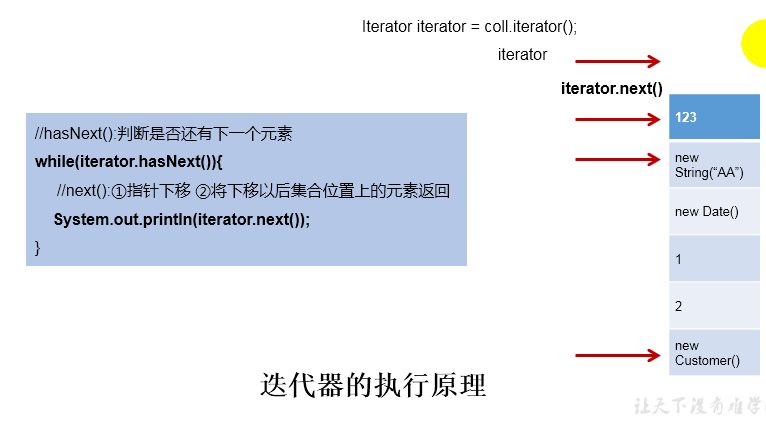 Iterator iterator = coll.iterator();
iterator
iterator.next()
//hasNext():判断是否还有下一个元素
while(iterator.hasNext()){
//next():①指针下移 ②将下移以后集合位置上的元素返回
System.out.println(iterator.next());
}
123
new
String(“AA”)
new Date()
1
2
new
Customer()
迭代器的执行原理
让天下没有难学